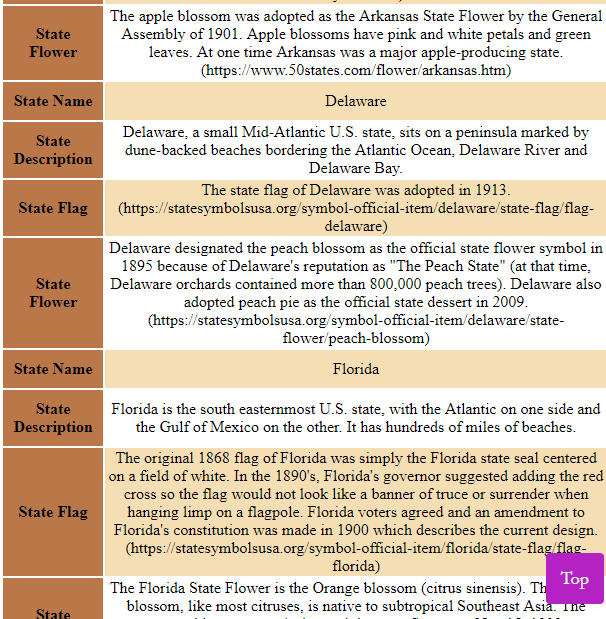 The apple blossom was adopted as the Arkansas State Flower by the General
Assembly of 1901. Apple blossoms have pink and white petals and green
State
Flower
leaves. At one time Arkansas was a major apple-producing state.
(https://www.50states.com/flower/arkansas.htm)
State Name
Delaware
State
Description
Delaware, a small Mid-Atlantic U.S. state, sits on a peninsula marked by
dune-backed beaches bordering the Atlantic Ocean, Delaware River and
Delaware Bay.
State Flag
The state flag of Delaware was adopted in 1913.
(https://statesymbolsusa.org/symbol-official-item/delaware/state-flag/flag-
delaware)
State
Flower
Delaware designated the peach blossom as the official state flower symbol in
1895 because of Delaware's reputation as "The Peach State" (at that time,
Delaware orchards contained more than 800,000 peach trees). Delaware also
adopted peach pie as the official state dessert in 2009.
(https://statesymbolsusa.org/symbol-official-item/delaware/state-
flower/peach-blossom)
State Name
Florida
State
Description
Florida is the south easternmost U.S. state, with the Atlantic on one side and
the Gulf of Mexico on the other. It has hundreds of miles of beaches.
State Flag
The original 1868 flag of Florida was simply the Florida state seal centered
on a field of white. In the 1890's, Florida's governor suggested adding the red
cross so the flag would not look like a banner of truce or surrender when
hanging limp on a flagpole. Florida voters agreed and an amendment to
Florida's constitution was made in 1900 which describes the current design.
(https://statesymbolsusa.org/symbol-official-item/florida/state-flag/flag-
florida)
Top
State
The Florida State Flower is the Orange blossom (citrus sinensis).
blossom, like most citruses, is native to subtropical Southeast Asia. The